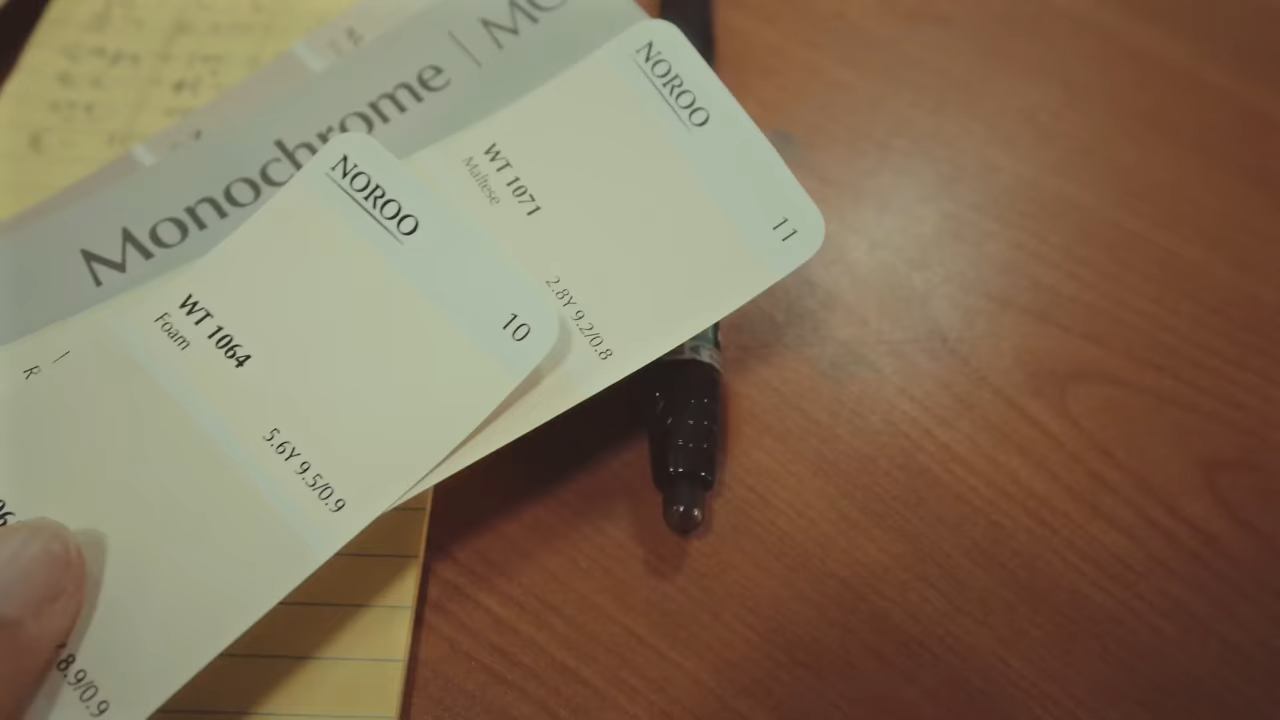 Monochrome | Mo
NOROO
WT 1071
Maltese
11
2.8Y 9.2/0.8
NOROO
WT 1064
Foam
10
5.6Y 9.5/0.9
8.9/0.9